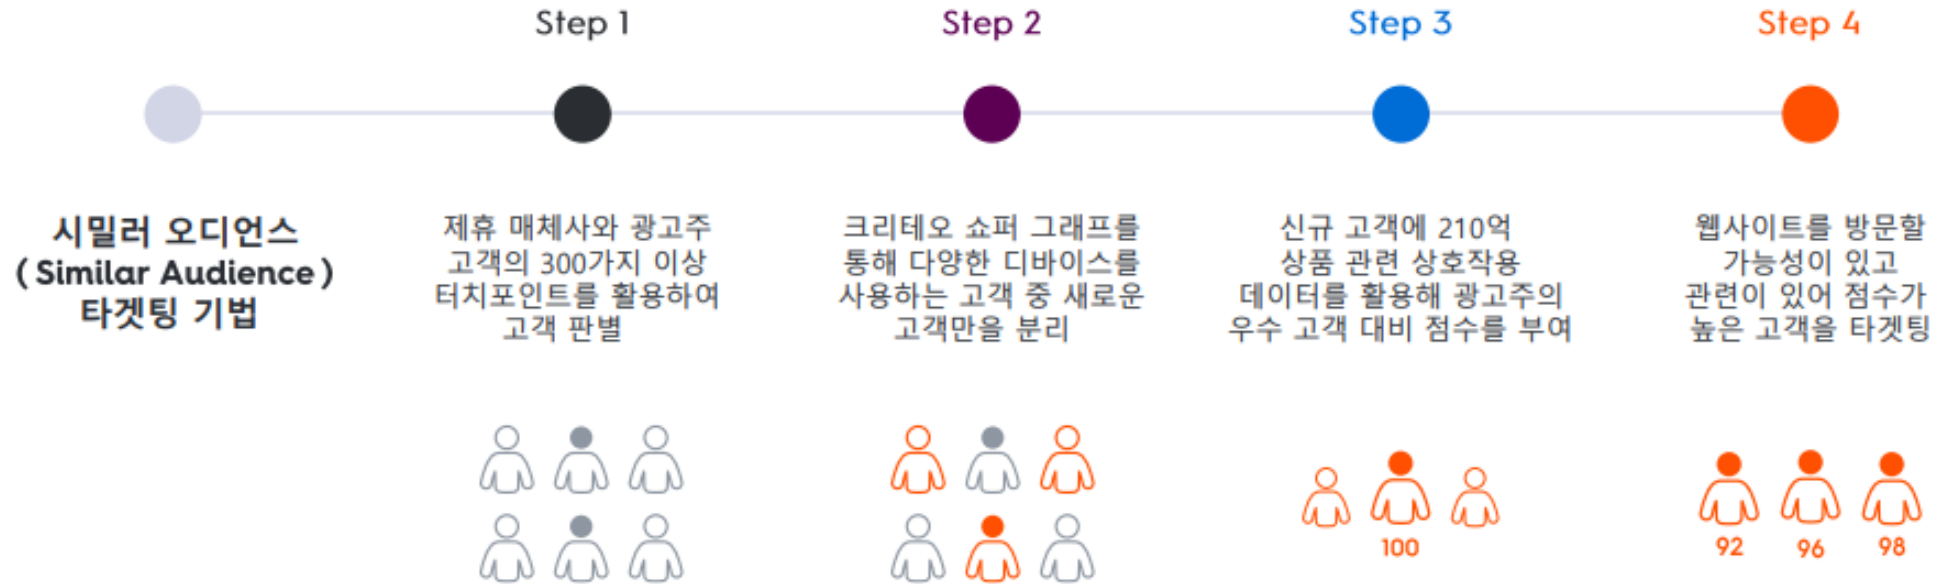 Step 1
Step 2
Step 3
Step 4
시밀러 오디언스
( Similar Audience )
타겟팅 기법
제휴 매체사와 광고주
고객의 300가지 이상
터치포인트를 활용하여
고객 판별
크리테오 쇼퍼 그래프를
통해 다양한 디바이스를
사용하는 고객 중 새로운
고객만을 분리
신규 고객에 210억
상품 관련 상호작용
데이터를 활용해 광고주의
우수 고객 대비 점수를 부여
웹사이트를 방문할
가능성이 있고
관련이 있어 점수가
높은 고객을 타겟팅
100
92
96
98